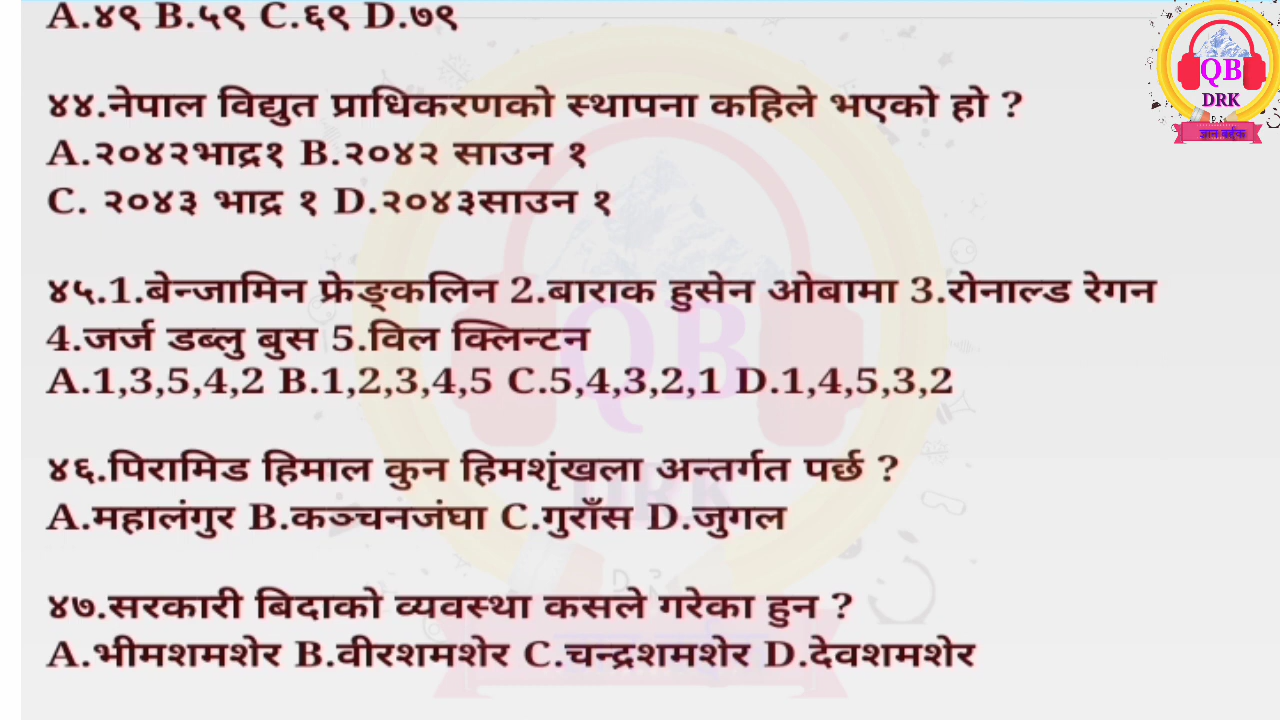 A.४९ B.५९ C.६९ D.७९
४४.नेपाल विद्युत प्राधिकरणको स्थापना कहिले भएको हो ?
A.२०४२भाद्र१ B.२०४२ साउन १
C. २०४३ भाद्र १ D.२०४३साउन १
४५.1.बेन्जामिन फ्रेङ्कलिन 2.बाराक हुसेन ओबामा 3.रोनाल्ड रेगन
4.जर्ज डब्लु बुस 5.विल क्लिन्टन
A.1,3,5,4,2 B.1,2,3,4,5 C.5,4,3,2,1 D.1,4,5,3,2
४६.पिरामिड हिमाल कुन हिमशृंखला अन्तर्गत पर्छ ?
A.महालंगुर B.कञ्चनजंघा C.गुराँस D.जुगल
४७.सरकारी बिदाको व्यवस्था कसले गरेका हुन ?
A.भीमशमशेर B.वीरशमशेर C.चन्द्रशमशेर D.देवशमशेर
QB
DRK
QB
DRK